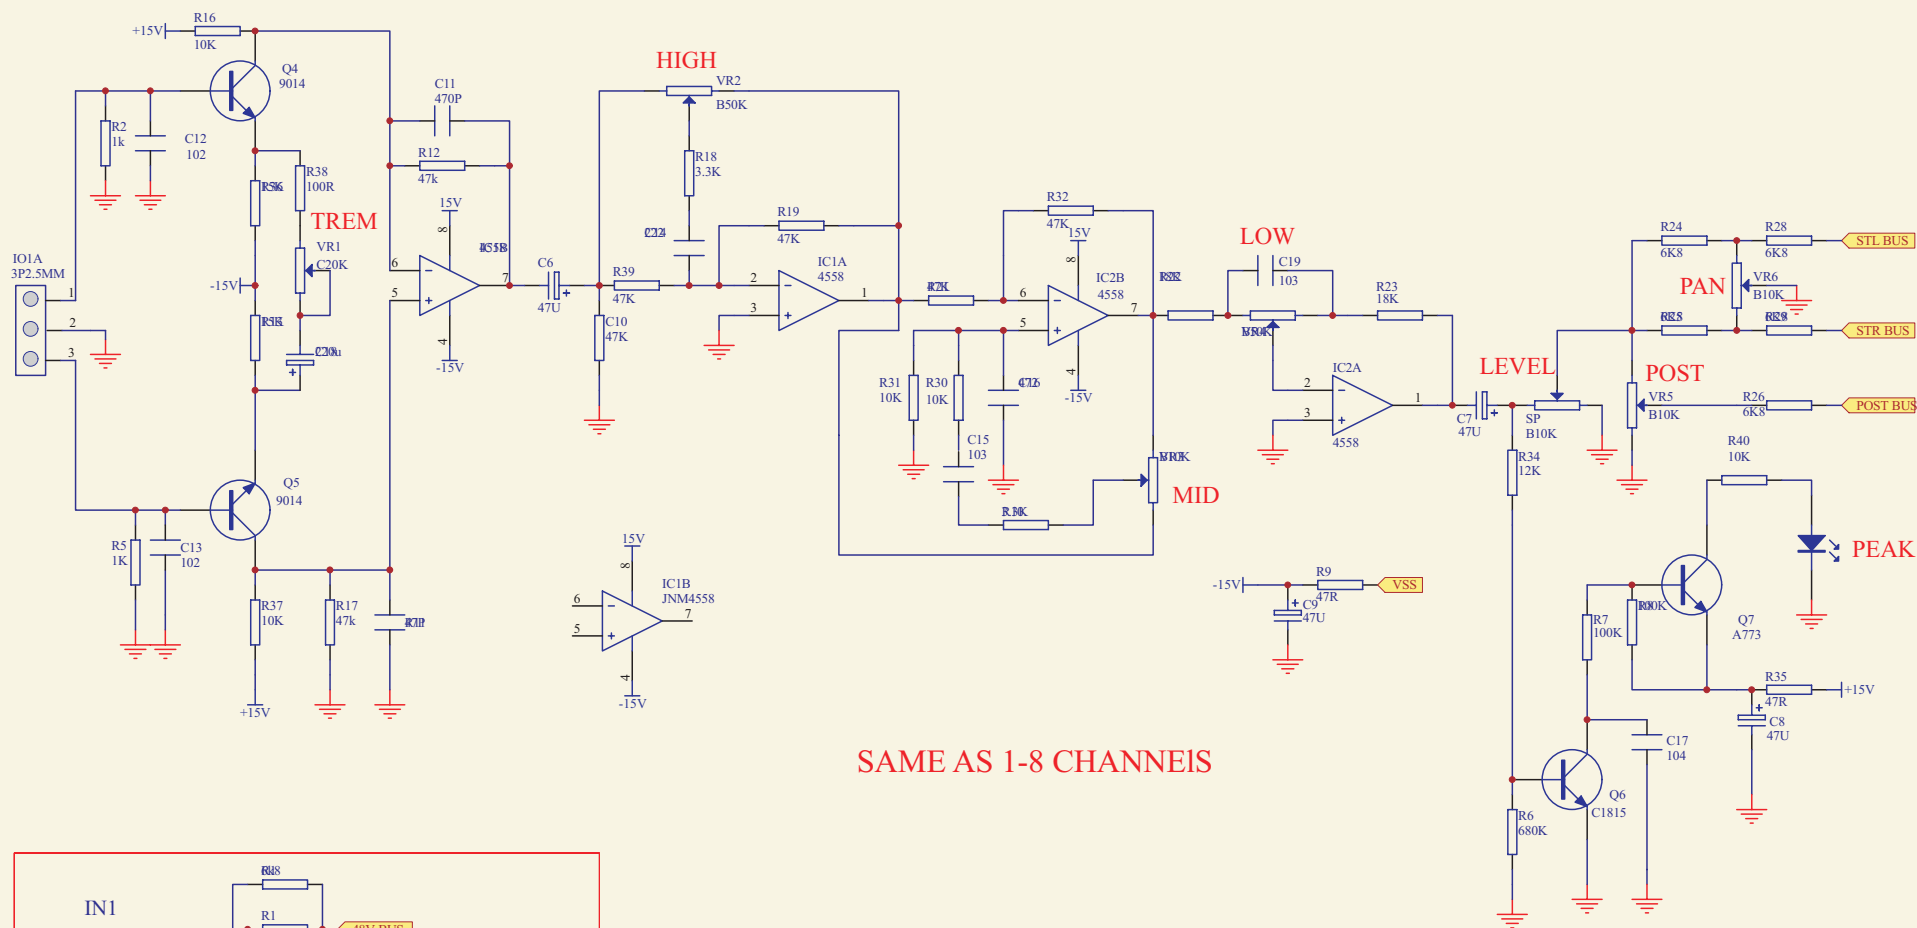 R16
+15V
10K
Q4
9014
R2
1k
C12
102
R38
100R
TREM
VR1
C20K
-15V
IO1A
3P2.5MM
1
2
3
C11
470P
R12
47k
15V
8
6
5
7
4
-15V
C6
47U
HIGH
VR2
B50K
R18
3.3K
R39
47K
C10
47K
R19
47K
IC1A
4558
2
3
1
R32
47K
15V
8
IC2B
4558
6
5
7
4
-15V
R31
10K
R30
10K
C15
103
MID
LOW
C19
103
R23
18K
IC2A
2
3
1
4558
C7
47U
LEVEL
SP
B10K
R34
12K
R24
6K8
R28
6K8
STL BUS
PAN
VR6
B10K
STR BUS
POST
VR5
B10K
R26
6K8
POST BUS
R40
10K
PEAK
Q5
9014
R5
1K
C13
102
R37
10K
R17
47k
+15V
15V
8
IC1B
JNM4558
6
5
7
4
-15V
-15V
R9
47R
VSS
C9
47U
R7
100K
Q7
A773
R35
47R
+15V
C8
47U
C17
104
Q6
C1815
R6
680K
SAME AS 1-8 CHANNElS
IN1
R1
48V BUS